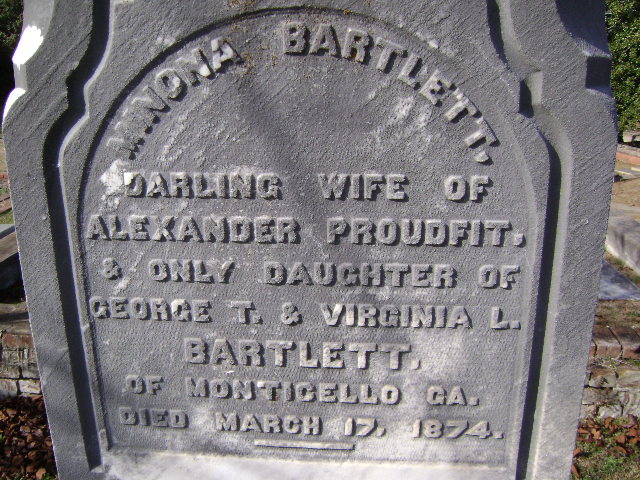 MINONA BARTLETT.
DARLING WIFE OF
ALEXANDER PROUDFIT,
& ONLY DAUGHTER OF
GEORGE T. & VIRGINIA L.
BARTLETT.
OF MONTICELLO GA.
DIED MARCH 17, 1874.